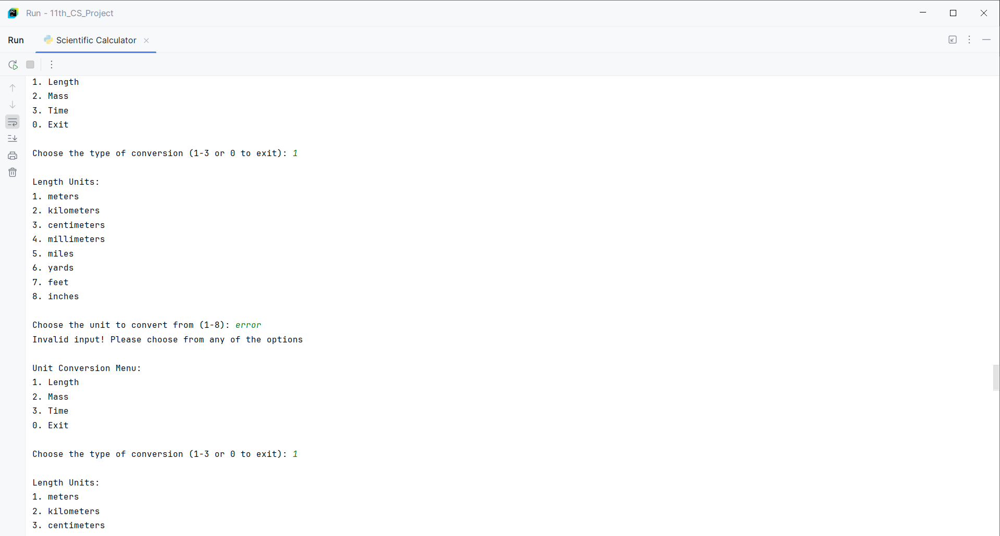 Run - 11th_CS_Project
Run
Scientific Calculator
1. Length
2. Mass
3. Time
0. Exit
Choose the type of conversion (1-3 or 0 to exit): 1
Length Units:
1. meters
2. kilometers
3. centimeters
4. millimeters
5. miles
6. yards
7. feet
8. inches
Choose the unit to convert from (1-8): error
Invalid input! Please choose from any of the options
Unit Conversion Menu:
1. Length
2. Mass
3. Time
0. Exit
Choose the type of conversion (1-3 or 0 to exit): 1
Length Units:
1. meters
2. kilometers
3. centimeters